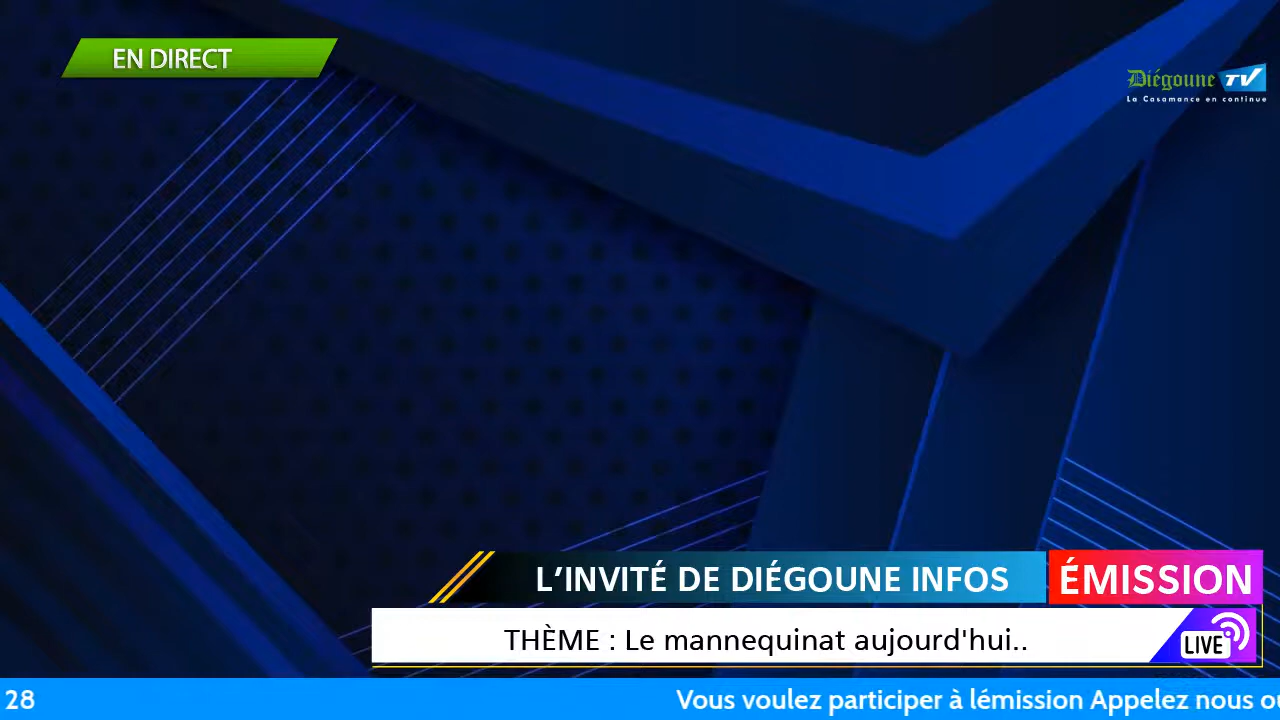 EN DIRECT
Diégoune TV
La Casamance en continue
L'INVITÉ DE DIÉGOUNE INFOS
ÉMISSION
THÈME : Le mannequinat aujourd'hui..
LIVE
28 Vous voulez participer à lémission Appelez nous ou